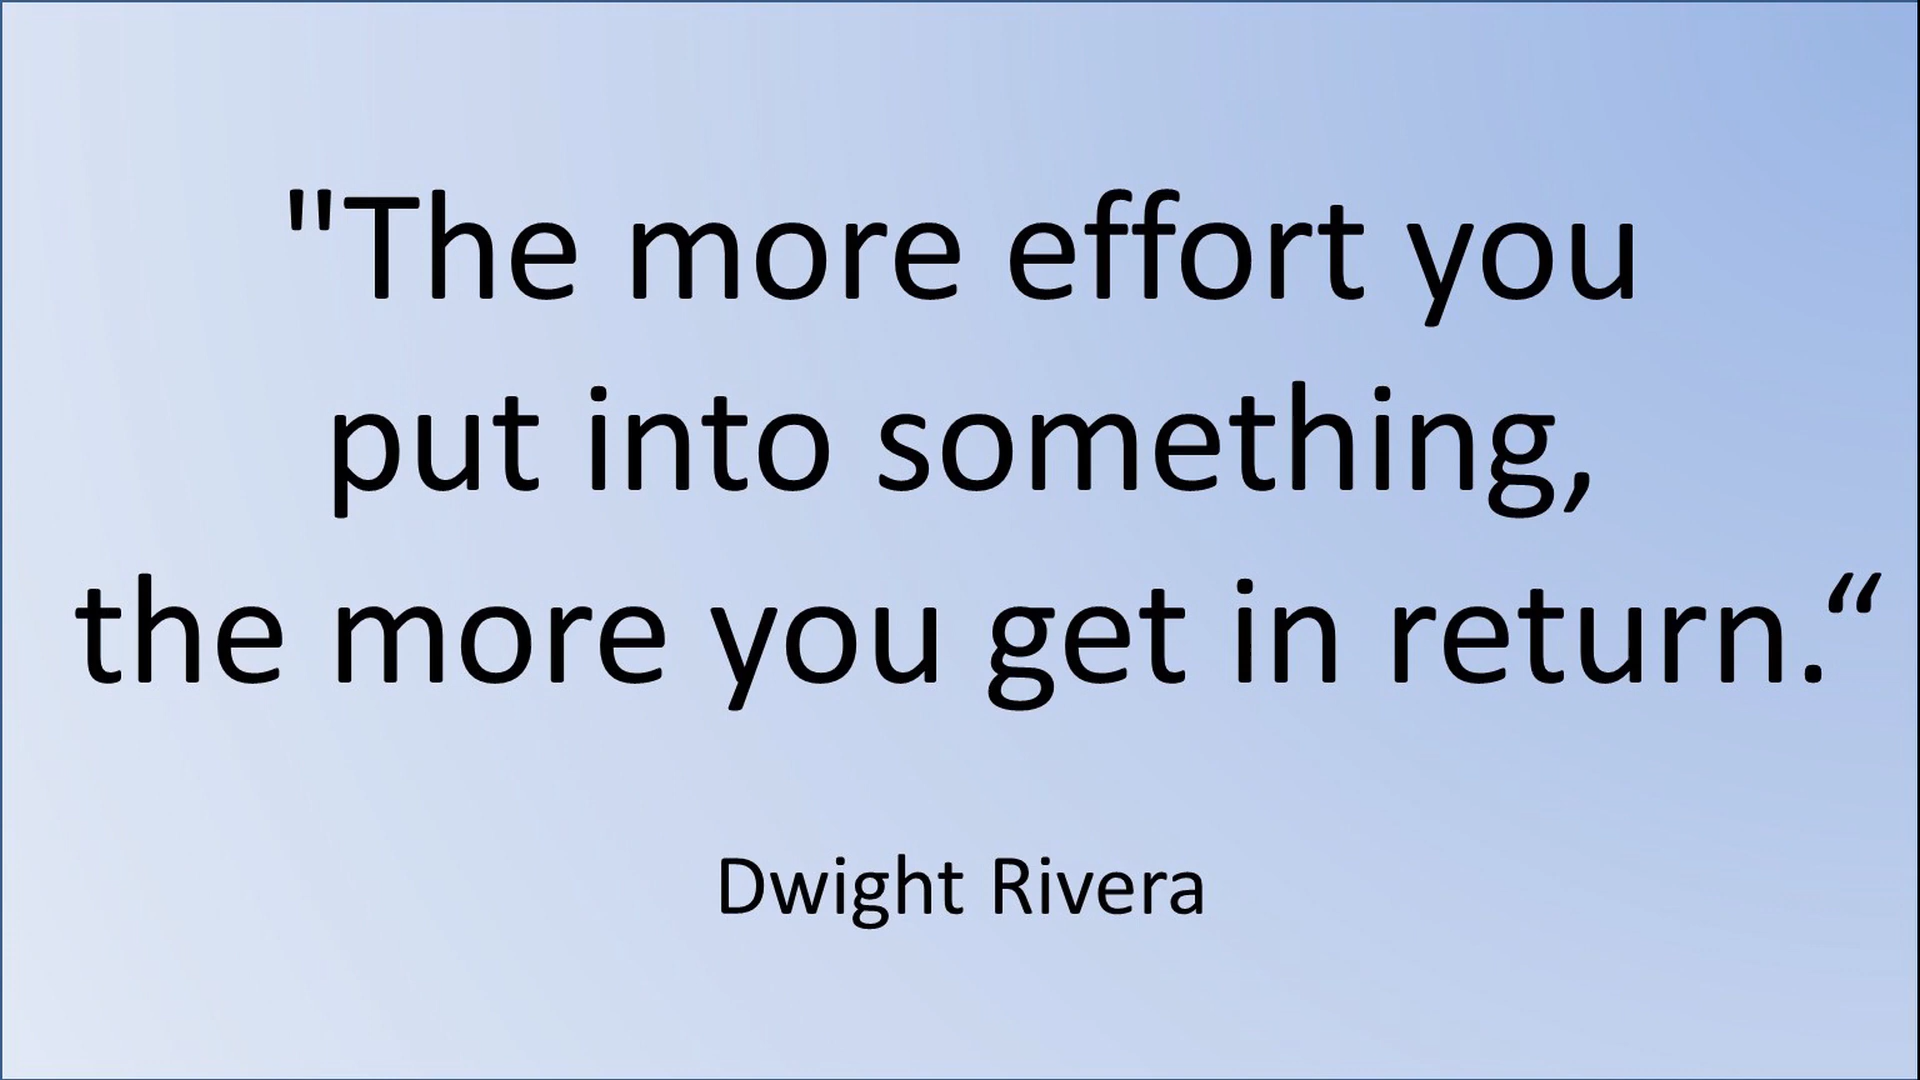 "The more effort you
put into something,
the more you get in return.“
Dwight Rivera